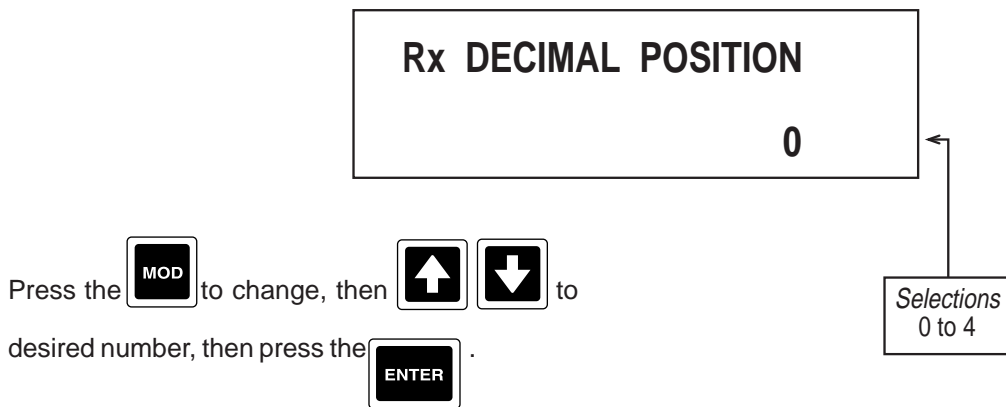 Rx DECIMAL POSITION
0
Press the MOD to change, then to
desired number, then press the ENTER .
Selections
0 to 4